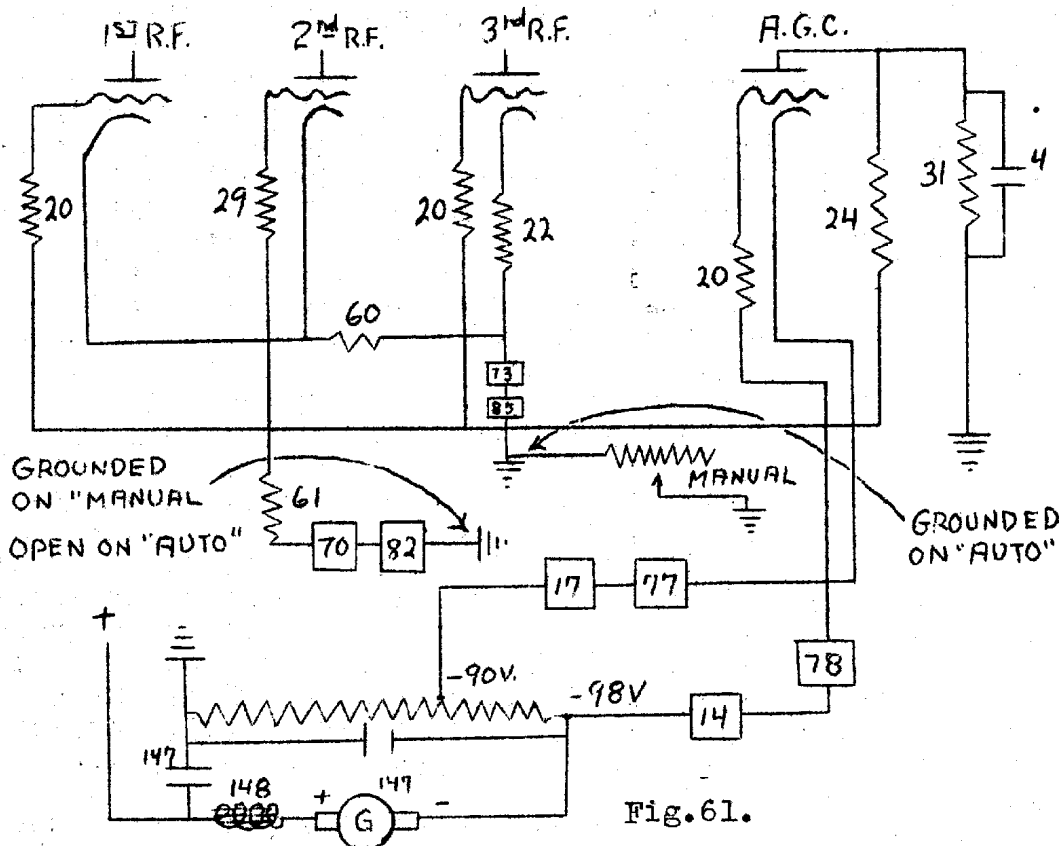 1ST R.F.
2nd R.F.
3rd R.F.
A.G.C.
20
29
20
22
20
24
31
4
60
73
85
GROUNDED
ON "MANUAL
OPEN ON "AUTO"
61
70
82
MANUAL
GROUNDED
ON "AUTO"
17
77
78
+
-90V.
-98V
14
147
148
+
G
147
-
Fig.61.